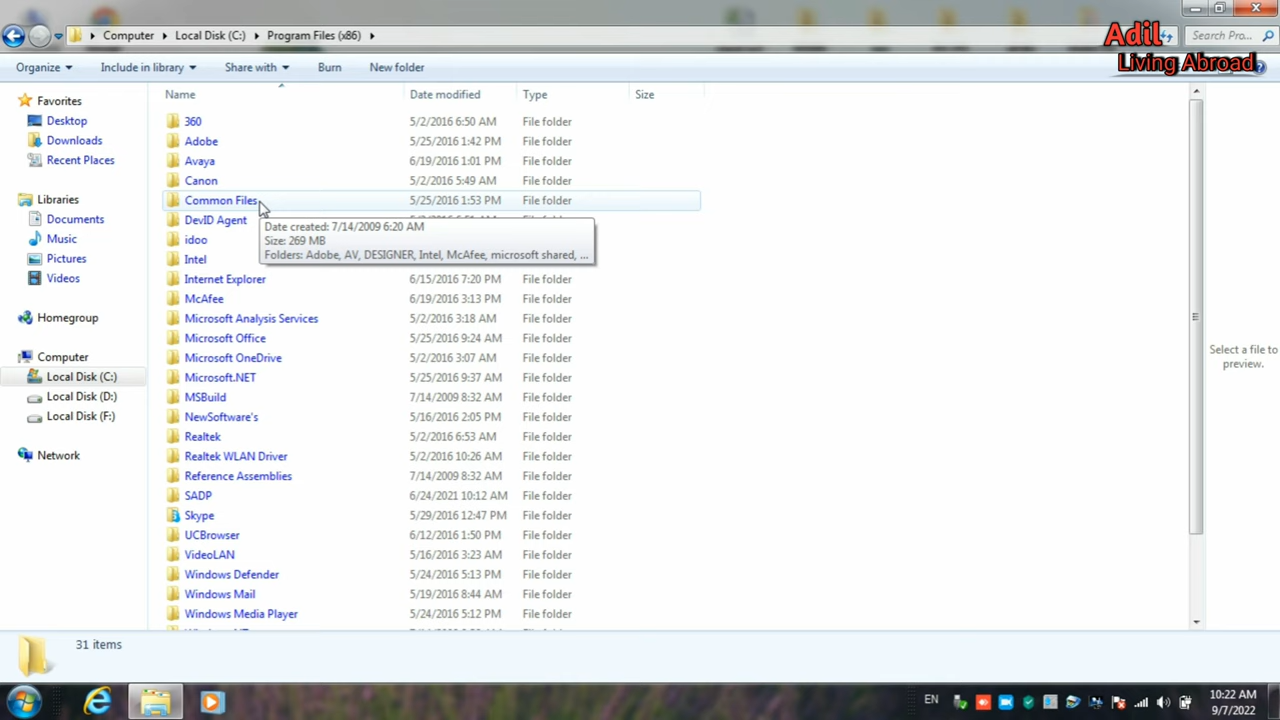 Computer Local Disk (C:) Program Files (x86)
Search Pro...
Adil
Living Abroad
Organize Include in library Share with Burn New folder
Name Date modified Type Size
Favorites
Desktop
Downloads
Recent Places
Libraries
Documents
Music
Pictures
Videos
Homegroup
Computer
Local Disk (C:)
Local Disk (D:)
Local Disk (F:)
Network
360 5/2/2016 6:50 AM File folder
Adobe 5/25/2016 1:42 PM File folder
Avaya 6/19/2016 1:01 PM File folder
Canon 5/2/2016 5:49 AM File folder
Common Files 5/25/2016 1:53 PM File folder
DevID Agent
Date created: 7/14/2009 6:20 AM
Size: 269 MB
Folders: Adobe, AV, DESIGNER, Intel, McAfee, microsoft shared, ...
idoo
Intel
Internet Explorer 6/15/2016 7:20 PM File folder
McAfee 6/19/2016 3:13 PM File folder
Microsoft Analysis Services 5/2/2016 3:18 AM File folder
Microsoft Office 5/25/2016 9:24 AM File folder
Microsoft OneDrive 5/2/2016 3:07 AM File folder
Microsoft.NET 5/25/2016 9:37 AM File folder
MSBuild 7/14/2009 8:32 AM File folder
NewSoftware's 5/16/2016 2:05 PM File folder
Realtek 5/2/2016 6:53 AM File folder
Realtek WLAN Driver 5/2/2016 10:26 AM File folder
Reference Assemblies 7/14/2009 8:32 AM File folder
SADP 6/24/2021 10:12 AM File folder
Skype 5/29/2016 12:47 PM File folder
UCBrowser 6/12/2016 1:50 PM File folder
VideoLAN 5/16/2016 3:23 AM File folder
Windows Defender 5/24/2016 5:13 PM File folder
Windows Mail 5/19/2016 8:44 AM File folder
Windows Media Player 5/24/2016 5:12 PM File folder
Select a file to
preview.
31 items
EN
10:22 AM
9/7/2022